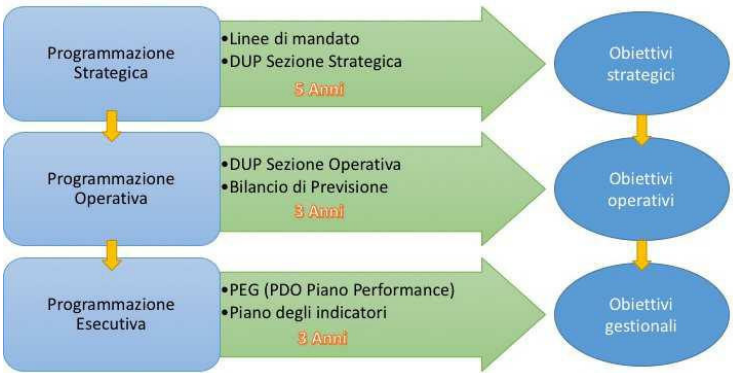 Programmazione
Strategica
•Linee di mandato
•DUP Sezione Strategica
5 Anni
Obiettivi
strategici
Programmazione
Operativa
•DUP Sezione Operativa
•Bilancio di Previsione
3 Anni
Obiettivi
operativi
Programmazione
Esecutiva
•PEG (PDO Piano Performance)
•Piano degli indicatori
3 Anni
Obiettivi
gestionali